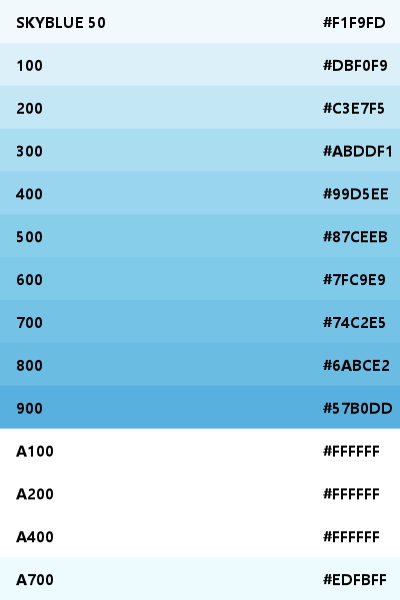 SKYBLUE 50 #F1F9FD
100 #DBF0F9
200 #C3E7F5
300 #ABDDF1
400 #99D5EE
500 #87CEEB
600 #7FC9E9
700 #74C2E5
800 #6ABCE2
900 #57B0DD
A100 #FFFFFF
A200 #FFFFFF
A400 #FFFFFF
A700 #EDFBFF